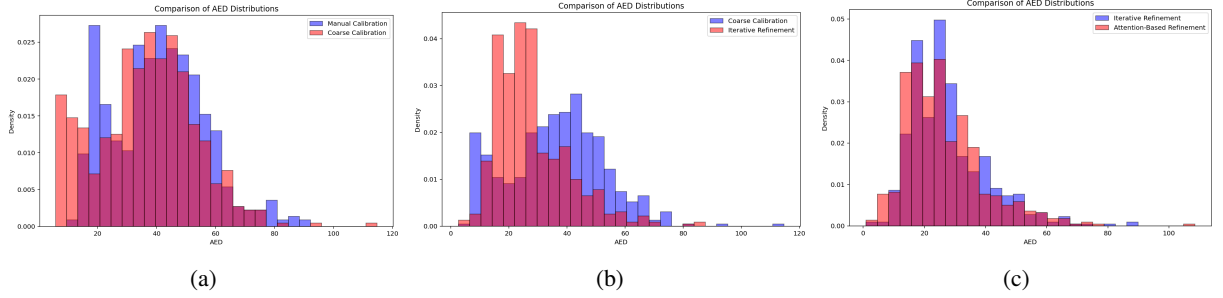 Comparison of AED Distributions
Manual Calibration
Coarse Calibration
0.025
0.020
0.015
0.010
0.005
0.000
Density
20
40
60
80
100
120
AED
(a)
Comparison of AED Distributions
Coarse Calibration
Iterative Refinement
0.04
0.03
0.02
0.01
0.00
Density
0
20
40
60
80
100
120
AED
(b)
Comparison of AED Distributions
Iterative Refinement
Attention-Based Refinement
0.05
0.04
0.03
0.02
0.01
0.00
Density
0
20
40
60
80
100
AED
(c)